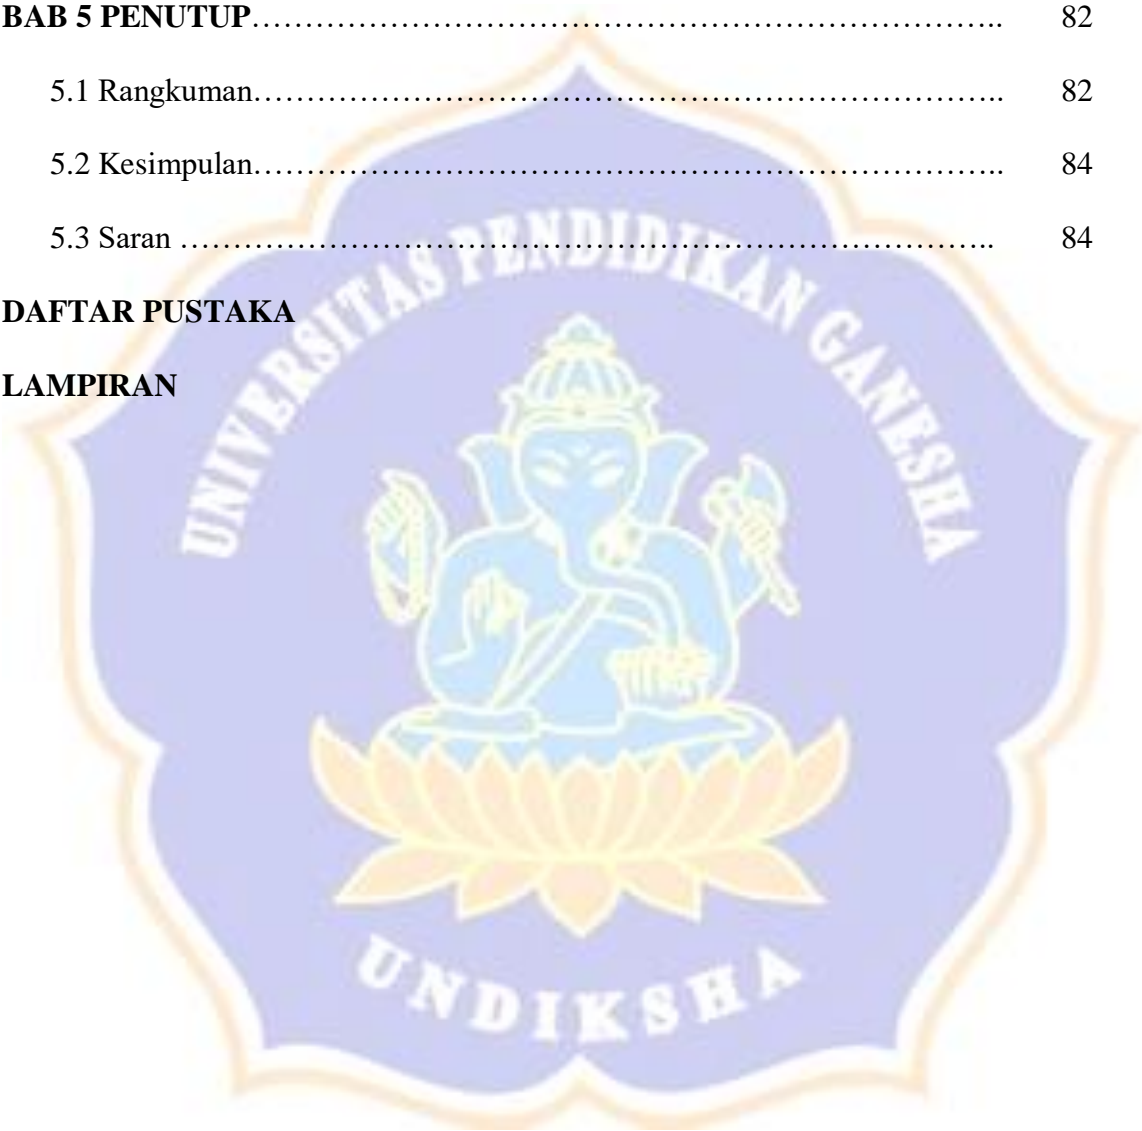 BAB 5 PENUTUP…………………………………………………………….. 82
5.1 Rangkuman……………………………………………………………….. 82
5.2 Kesimpulan……………………………………………………………….. 84
5.3 Saran …………………………………………………………………….. 84
DAFTAR PUSTAKA
LAMPIRAN
UNIVERSITAS PENDIDIKAN GANESHA
UNDIKSHA